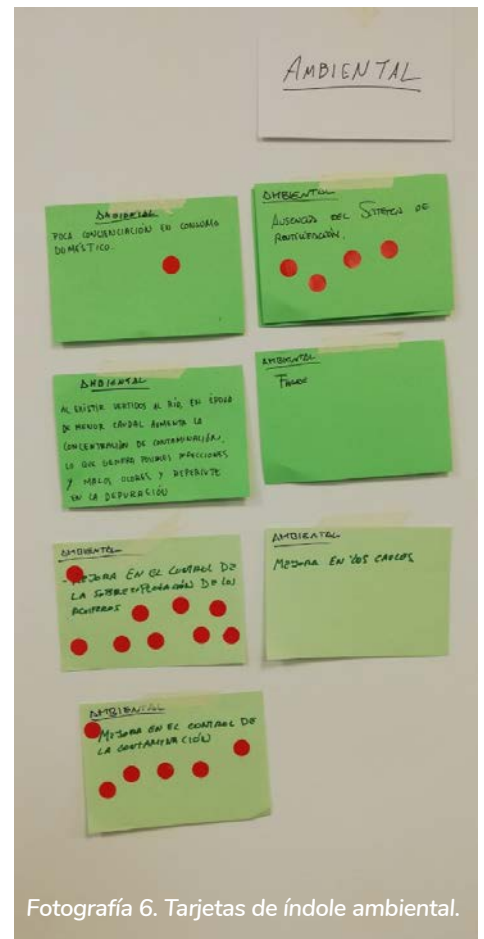 AMBIENTAL
AMBIENTAL
POCA CONCIENCIACIÓN EN CONSUMO
DOMÉSTICO.
AMBIENTAL
AUSENCIA DEL SISTEMA DE
AMBIENTAL
AL EXISTIR VERTIDOS AL RÍO, EN ÉPOCA
DE MENOR CAUDAL AUMENTA LA
CONCENTRACIÓN DE CONTAMINACIÓN,
LO QUE GENERA POSIBLES INFECCIONES
Y MALOS OLORES Y REPERCUTE
EN LA DEPURACIÓN
AMBIENTAL
AMBIENTAL
- MEJORA EN EL CONTROL DE
LA SOBREEXPLOTACIÓN DE LOS
ACUIFEROS
AMBIENTAL
MEJORA EN LOS CAUCES
AMBIENTAL
MEJORA EN EL CONTROL DE
LA CONTAMINACIÓN
Fotografía 6. Tarjetas de índole ambiental.